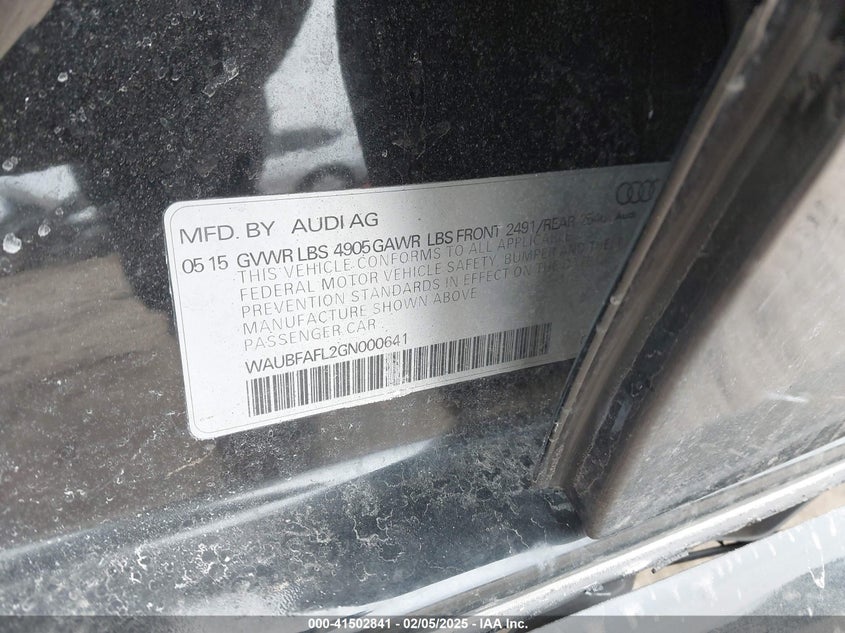 MFD. BY AUDI AG
05 15 GVWR LBS 4905 GAWR LBS FRONT 2491/REAR
Audi
THIS VEHICLE CONFORMS TO ALL APPLICABLE
FEDERAL MOTOR VEHICLE SAFETY, BUMPER AND THEFT
PREVENTION STANDARDS IN EFFECT ON THE
MANUFACTURE SHOWN ABOVE
PASSENGER CAR
WAUBFAFL2GN000641
000-41502841 / 02/05/2025 - IAA Inc.